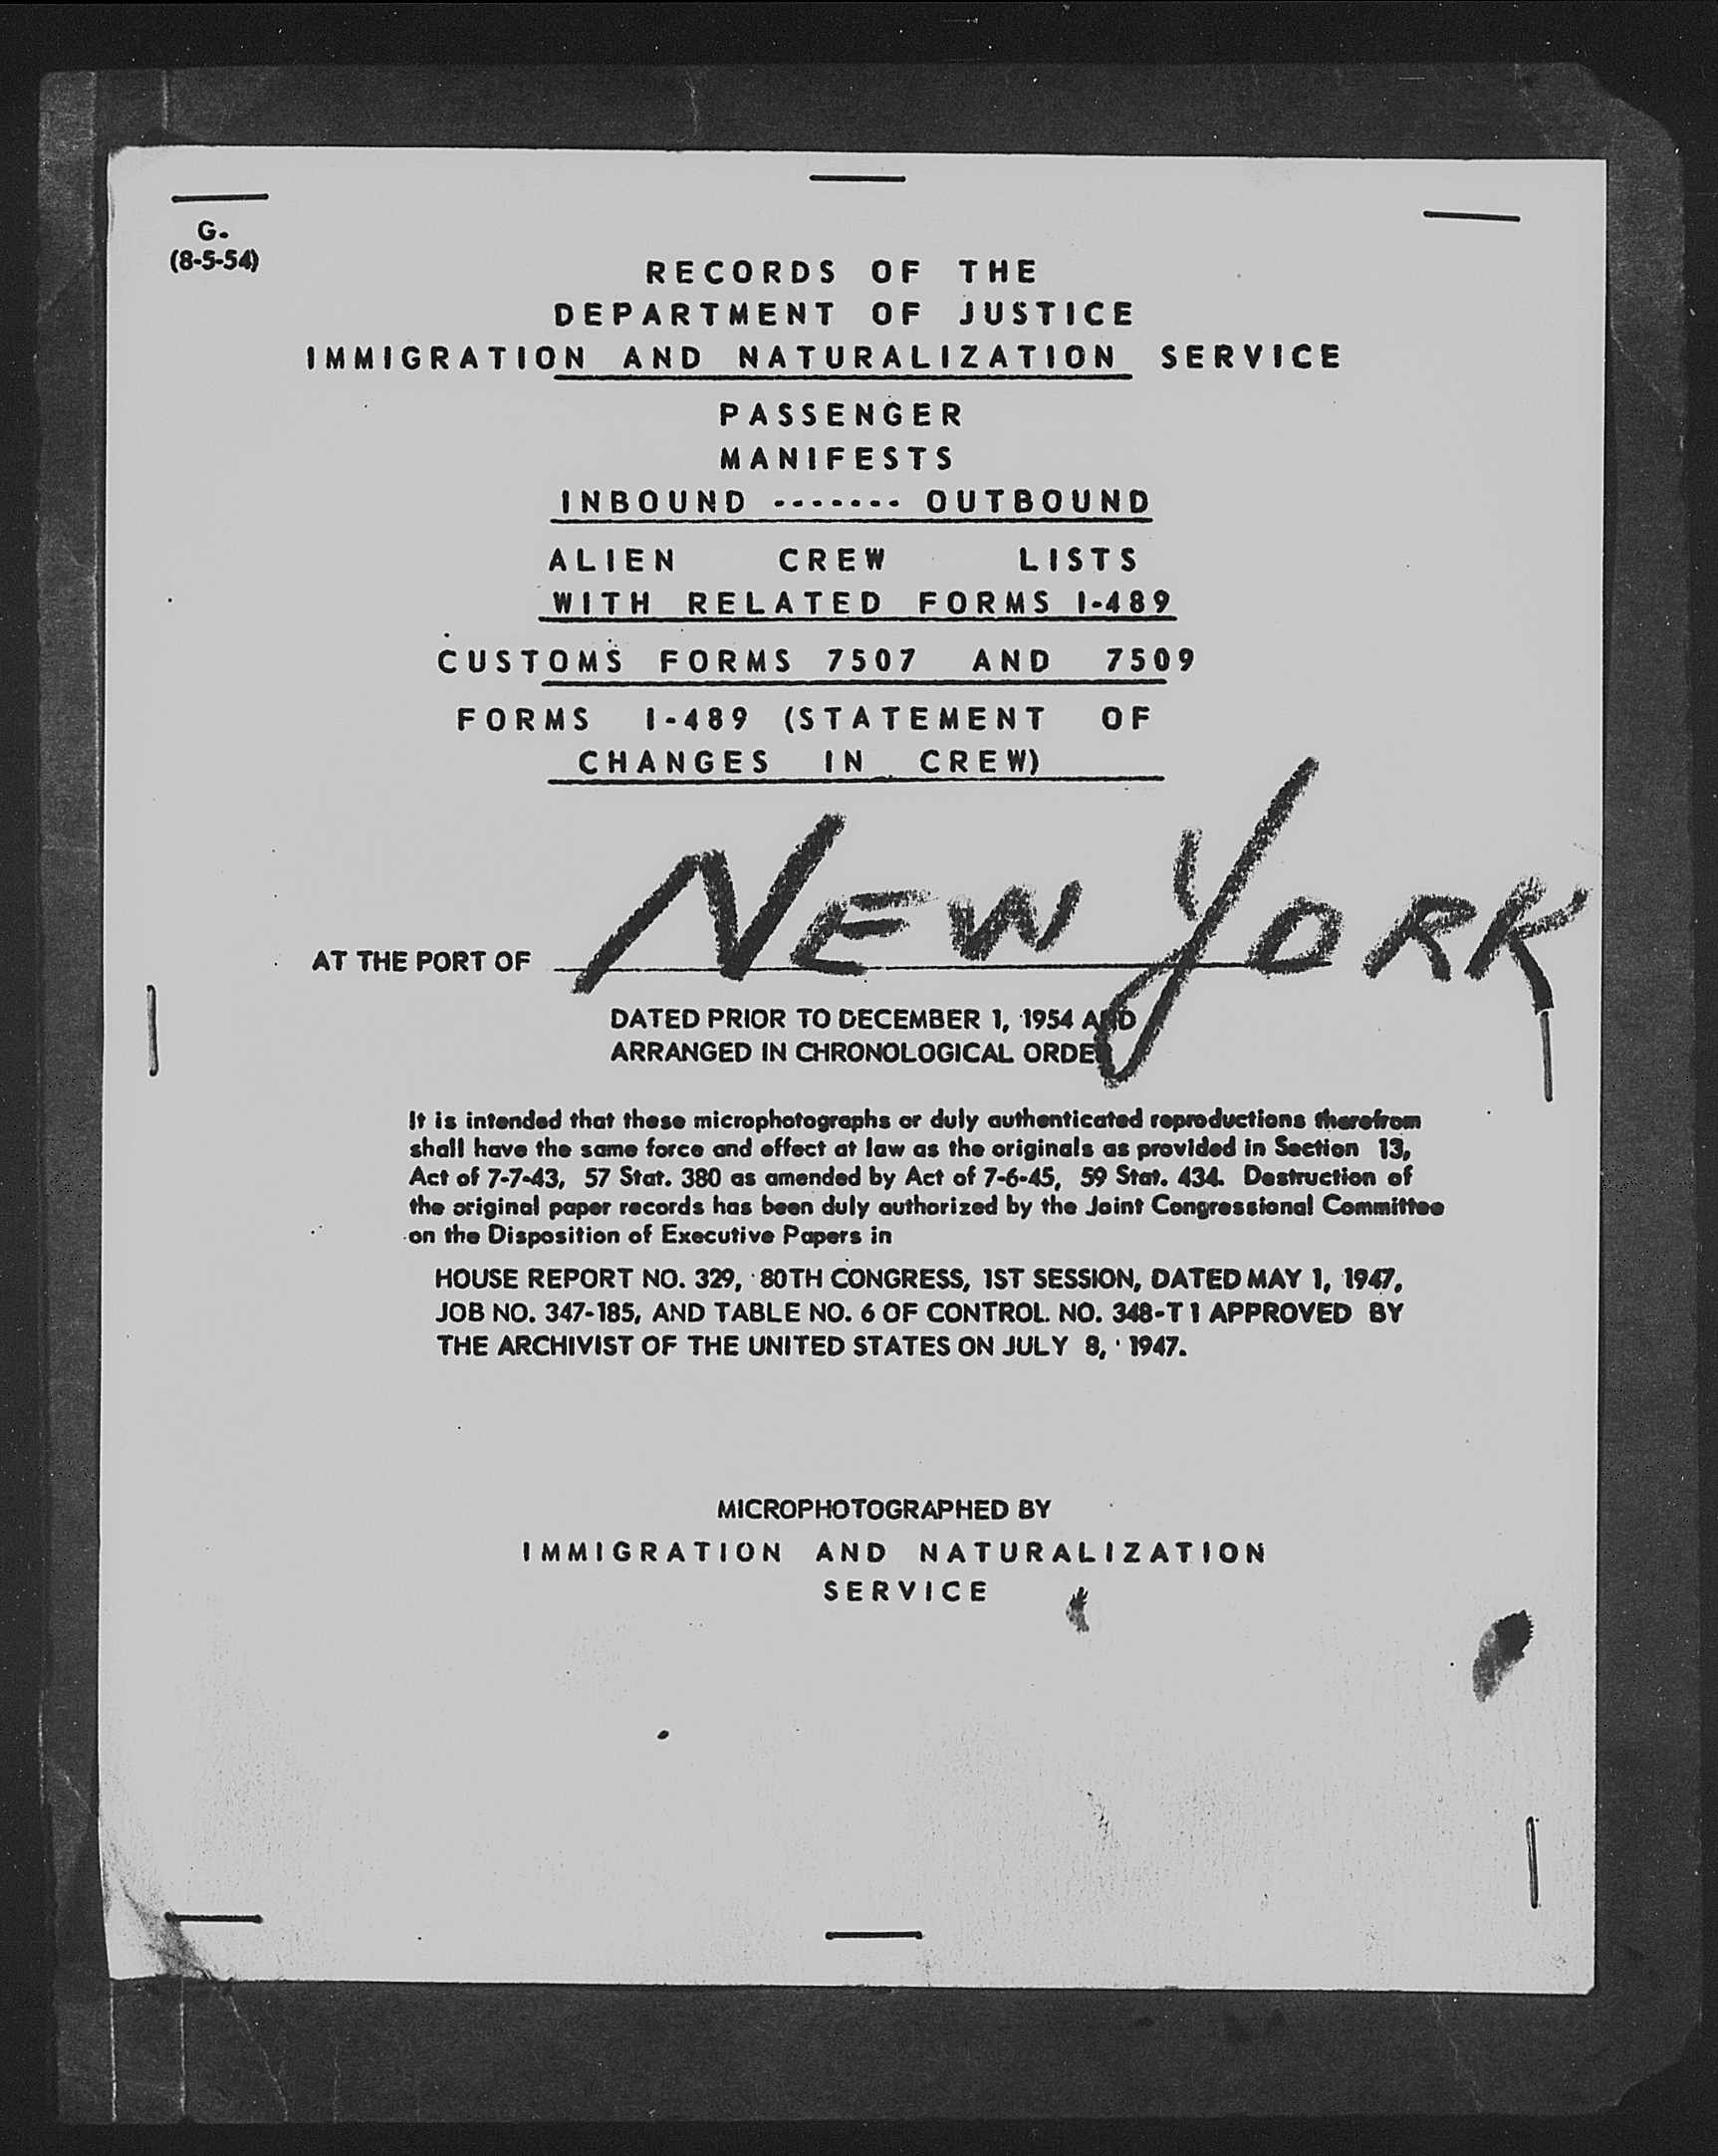 G.
(8-5-54)
RECORDS OF THE
DEPARTMENT OF JUSTICE
IMMIGRATION AND NATURALIZATION SERVICE
PASSENGER
MANIFESTS
INBOUND ------- OUTBOUND
ALIEN CREW LISTS
WITH RELATED FORMS I-489
CUSTOMS FORMS 7507 AND 7509
FORMS I-489 (STATEMENT OF
CHANGES IN CREW)
AT THE PORT OF NEW YORK
DATED PRIOR TO DECEMBER 1, 1954 AND
ARRANGED IN CHRONOLOGICAL ORDER
It is intended that these microphotographs or duly authenticated reproductions therefrom
shall have the same force and effect at law as the originals as provided in Section 13,
Act of 7-7-43, 57 Stat. 380 as amended by Act of 7-6-45, 59 Stat. 434. Destruction of
the original paper records has been duly authorized by the Joint Congressional Committee
on the Disposition of Executive Papers in
HOUSE REPORT NO. 329, 80TH CONGRESS, 1ST SESSION, DATED MAY 1, 1947,
JOB NO. 347-185, AND TABLE NO. 6 OF CONTROL. NO. 348-T1 APPROVED BY
THE ARCHIVIST OF THE UNITED STATES ON JULY 8, 1947.
MICROPHOTOGRAPHED BY
IMMIGRATION AND NATURALIZATION
SERVICE